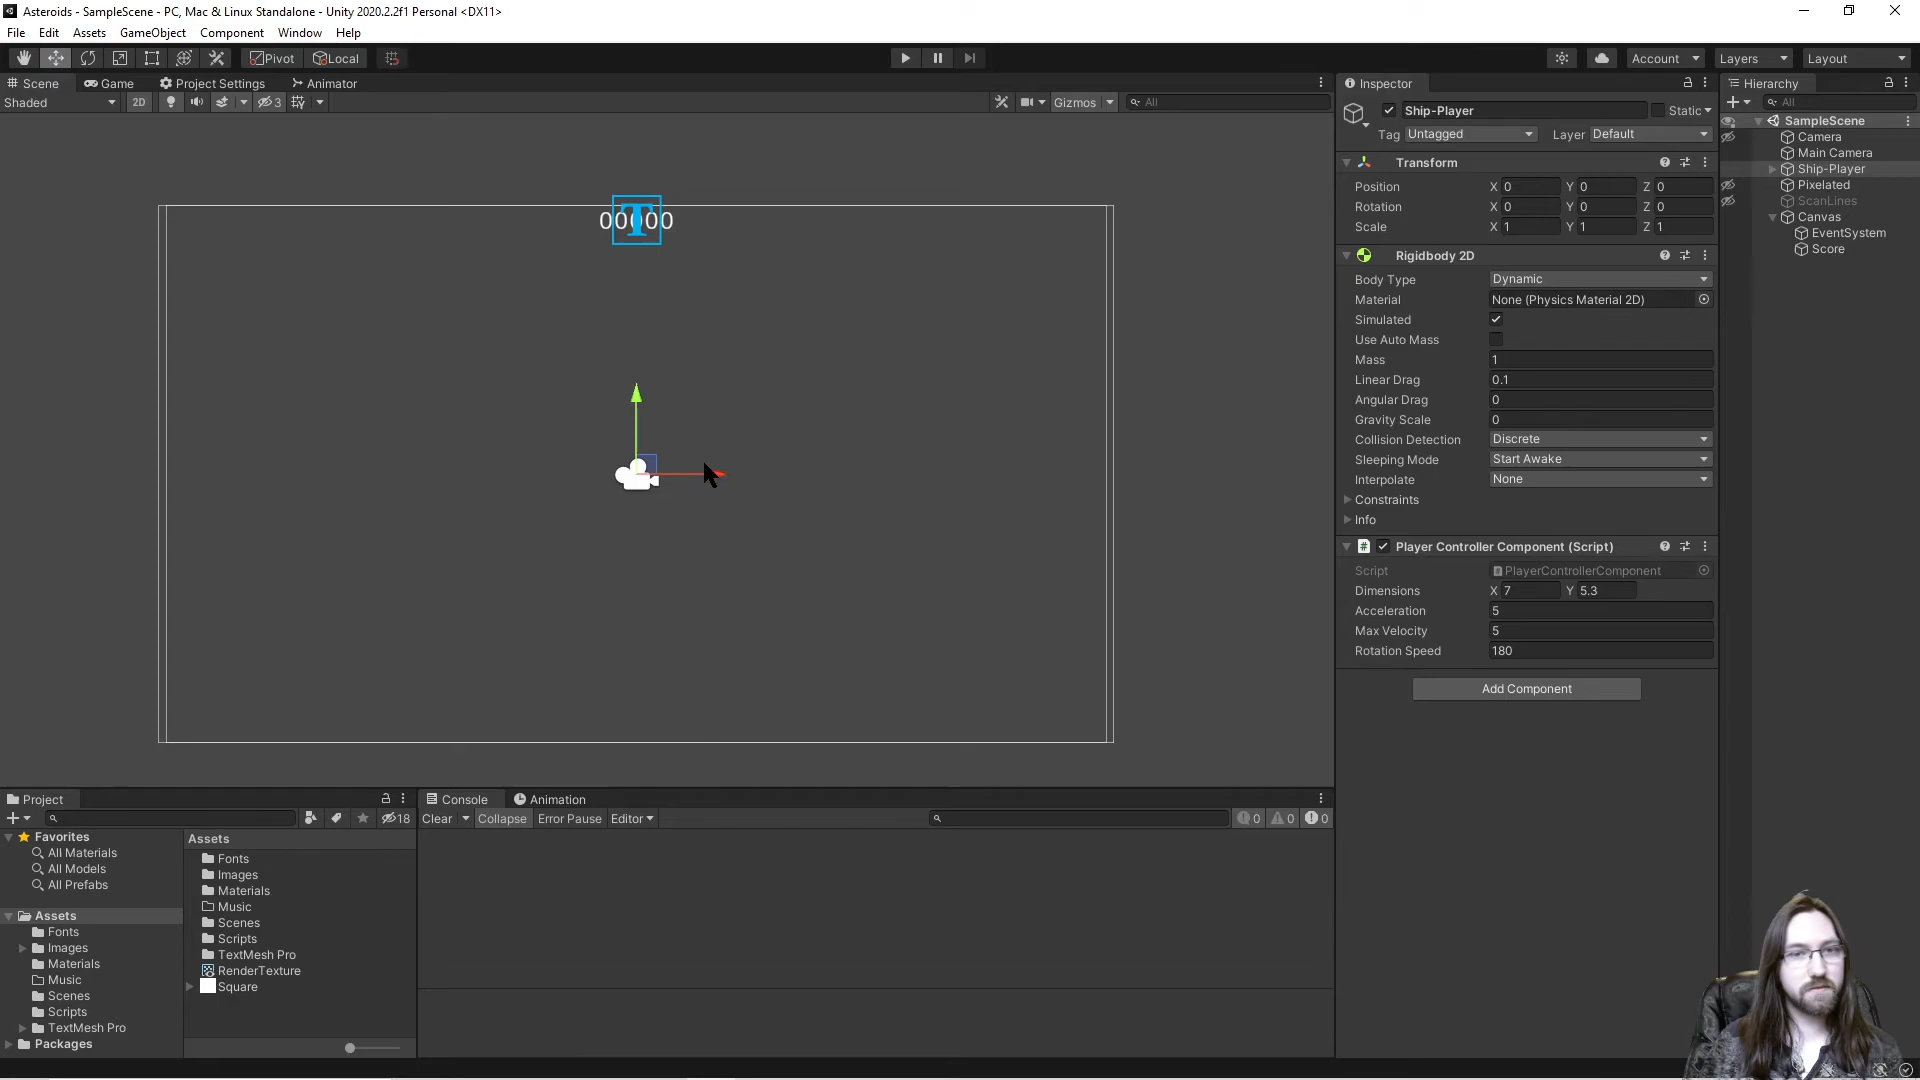 Asteroids - SampleScene - PC, Mac & Linux Standalone - Unity 2020.2.2f1 Personal <DX11>
File Edit Assets GameObject Component Window Help
Pivot Local Account Layers Layout
Scene Game Project Settings Animator
Shaded 2D 3 Gizmos All
00000
T
Inspector
Ship-Player Static
Tag Untagged Layer Default
Transform
Position X 0 Y 0 Z 0
Rotation X 0 Y 0 Z 0
Scale X 1 Y 1 Z 1
Rigidbody 2D
Body Type Dynamic
Material None (Physics Material 2D)
Simulated
Use Auto Mass
Mass 1
Linear Drag 0.1
Angular Drag 0
Gravity Scale 0
Collision Detection Discrete
Sleeping Mode Start Awake
Interpolate None
Constraints
Info
Player Controller Component (Script)
Script PlayerControllerComponent
Dimensions X 7 Y 5.3
Acceleration 5
Max Velocity 5
Rotation Speed 180
Add Component
Hierarchy
All
SampleScene
Camera
Main Camera
Ship-Player
Pixelated
ScanLines
Canvas
EventSystem
Score
Project
18
Favorites
All Materials
All Models
All Prefabs
Assets
Fonts
Images
Materials
Music
Scenes
Scripts
TextMesh Pro
Packages
Assets
Fonts
Images
Materials
Music
Scenes
Scripts
TextMesh Pro
RenderTexture
Square
Console Animation
Clear Collapse Error Pause Editor 0 0 0